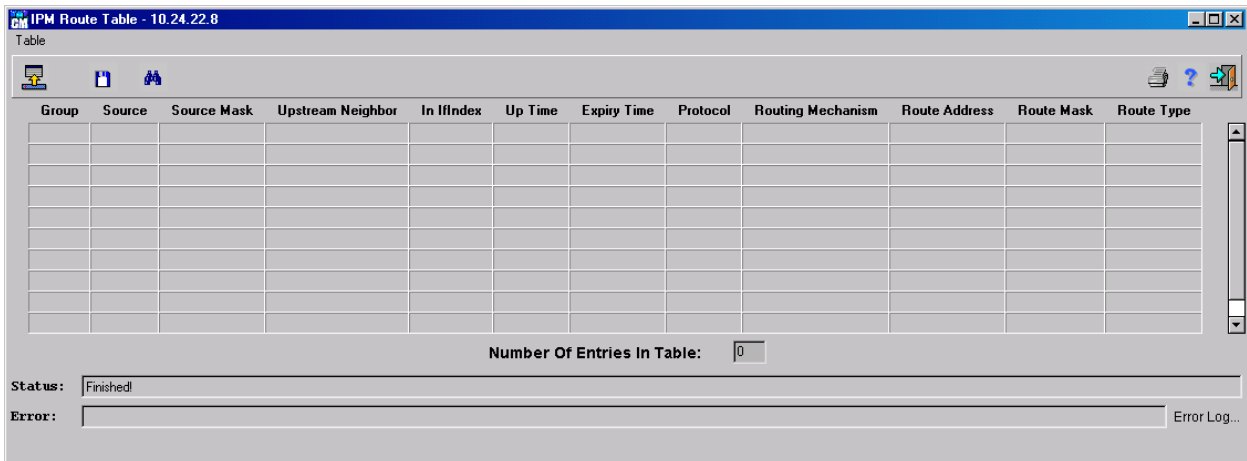 IPM Route Table - 10.24.22.8
Table
Group Source Source Mask Upstream Neighbor In IfIndex Up Time Expiry Time Protocol Routing Mechanism Route Address Route Mask Route Type
Number Of Entries In Table: 0
Status: Finished!
Error: Error Log...